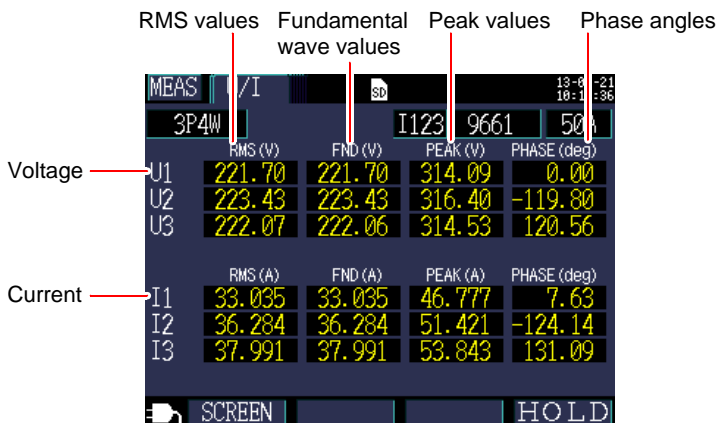 RMS values Fundamental wave values Peak values Phase angles
MEAS U/I SD
3P4W I123 9661 50A
RMS(V) FND(V) PEAK(V) PHASE(deg)
Voltage U1 221.70 221.70 314.09 0.00
U2 223.43 223.43 316.40 -119.80
U3 222.07 222.06 314.53 120.56
RMS(A) FND(A) PEAK(A) PHASE(deg)
Current I1 33.035 33.035 46.777 7.63
I2 36.284 36.284 51.421 -124.14
I3 37.991 37.991 53.843 131.09
SCREEN HOLD